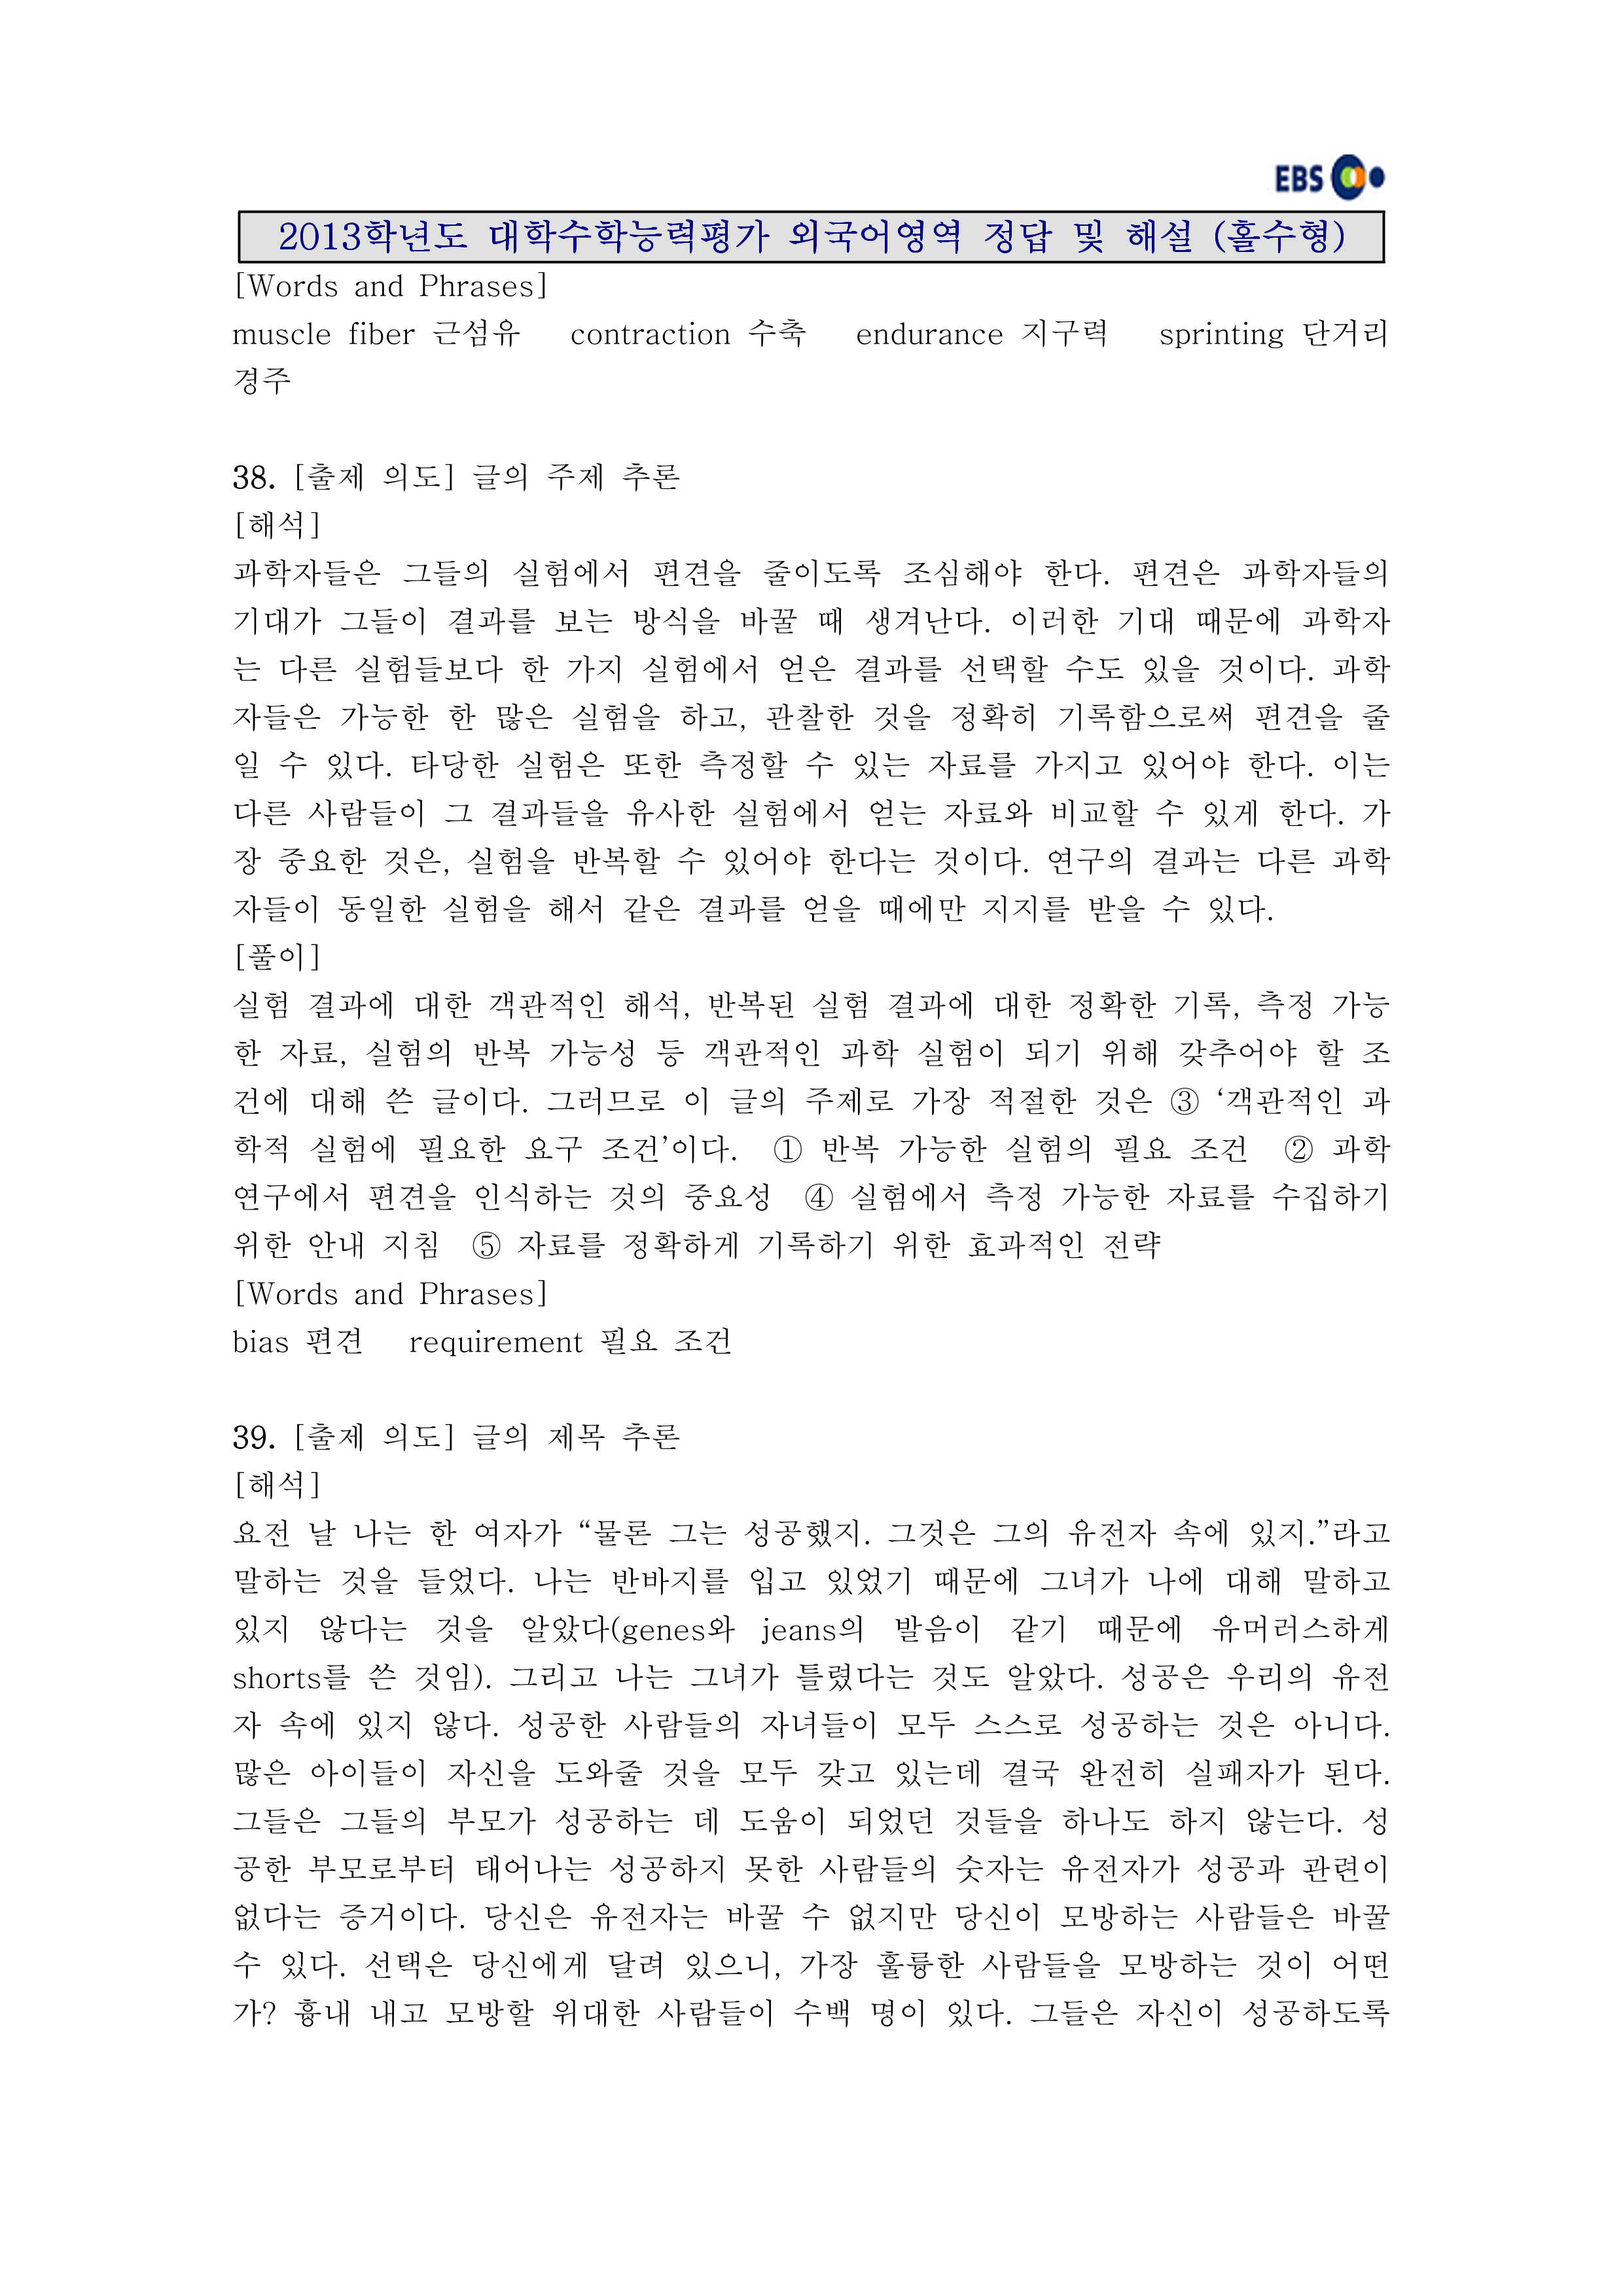 EBS
2013학년도 대학수학능력평가 외국어영역 정답 및 해설 (홀수형)
[Words and Phrases]
muscle fiber 근섬유 contraction 수축 endurance 지구력 sprinting 단거리
경주
38. [출제 의도] 글의 주제 추론
[해석]
과학자들은 그들의 실험에서 편견을 줄이도록 조심해야 한다. 편견은 과학자들의
기대가 그들이 결과를 보는 방식을 바꿀 때 생겨난다. 이러한 기대 때문에 과학자
는 다른 실험들보다 한 가지 실험에서 얻은 결과를 선택할 수도 있을 것이다. 과학
자들은 가능한 한 많은 실험을 하고, 관찰한 것을 정확히 기록함으로써 편견을 줄
일 수 있다. 타당한 실험은 또한 측정할 수 있는 자료를 가지고 있어야 한다. 이는
다른 사람들이 그 결과들을 유사한 실험에서 얻는 자료와 비교할 수 있게 한다. 가
장 중요한 것은, 실험을 반복할 수 있어야 한다는 것이다. 연구의 결과는 다른 과학
자들이 동일한 실험을 해서 같은 결과를 얻을 때에만 지지를 받을 수 있다.
[풀이]
실험 결과에 대한 객관적인 해석, 반복된 실험 결과에 대한 정확한 기록, 측정 가능
한 자료, 실험의 반복 가능성 등 객관적인 과학 실험이 되기 위해 갖추어야 할 조
건에 대해 쓴 글이다. 그러므로 이 글의 주제로 가장 적절한 것은 ③ ‘객관적인 과
학적 실험에 필요한 요구 조건’이다. ① 반복 가능한 실험의 필요 조건 ② 과학
연구에서 편견을 인식하는 것의 중요성 ④ 실험에서 측정 가능한 자료를 수집하기
위한 안내 지침 ⑤ 자료를 정확하게 기록하기 위한 효과적인 전략
[Words and Phrases]
bias 편견 requirement 필요 조건
39. [출제 의도] 글의 제목 추론
[해석]
요전 날 나는 한 여자가 “물론 그는 성공했지. 그것은 그의 유전자 속에 있지.”라고
말하는 것을 들었다. 나는 반바지를 입고 있었기 때문에 그녀가 나에 대해 말하고
있지 않다는 것을 알았다(genes와 jeans의 발음이 같기 때문에 유머러스하게
shorts를 쓴 것임). 그리고 나는 그녀가 틀렸다는 것도 알았다. 성공은 우리의 유전
자 속에 있지 않다. 성공한 사람들의 자녀들이 모두 스스로 성공하는 것은 아니다.
많은 아이들이 자신을 도와줄 것을 모두 갖고 있는데 결국 완전히 실패자가 된다.
그들은 그들의 부모가 성공하는 데 도움이 되었던 것들을 하나도 하지 않는다. 성
공한 부모로부터 태어나는 성공하지 못한 사람들의 숫자는 유전자가 성공과 관련이
없다는 증거이다. 당신은 유전자는 바꿀 수 없지만 당신이 모방하는 사람들은 바꿀
수 있다. 선택은 당신에게 달려 있으니, 가장 훌륭한 사람들을 모방하는 것이 어떤
가? 흉내 내고 모방할 위대한 사람들이 수백 명이 있다. 그들은 자신이 성공하도록